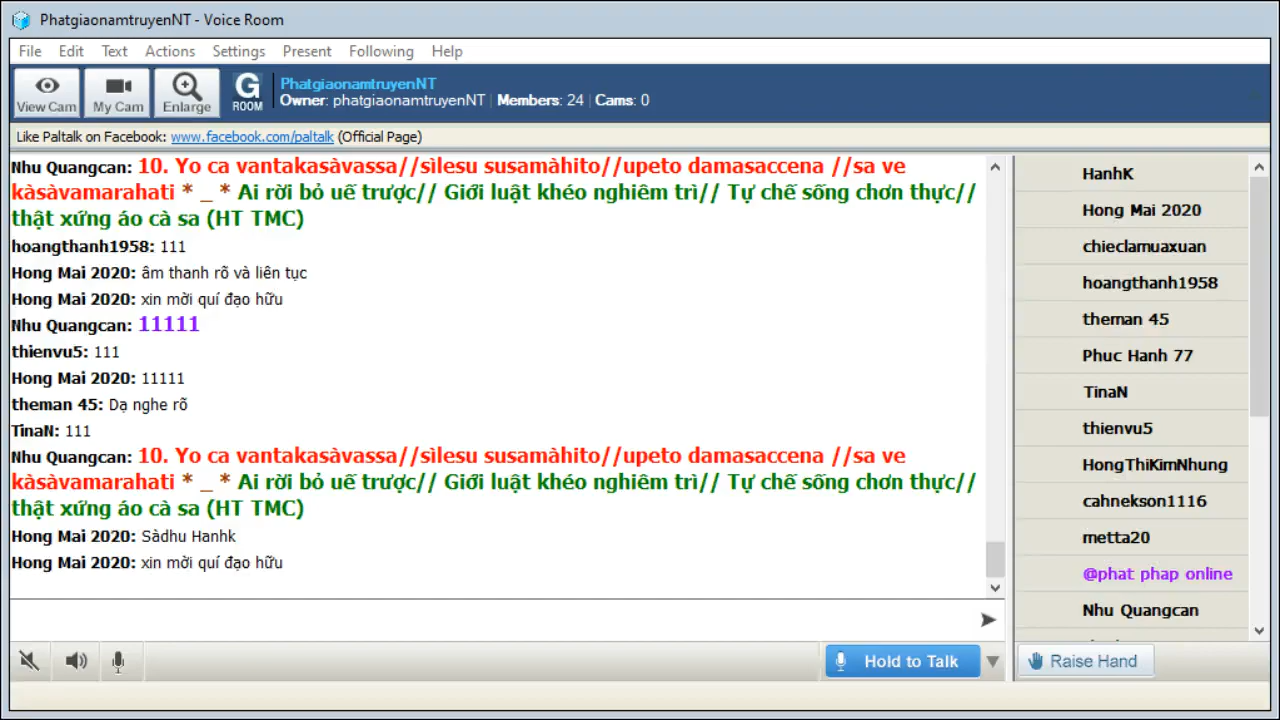 PhatgiaonamtruyenNT - Voice Room
File Edit Text Actions Settings Present Following Help
View Cam My Cam Enlarge G ROOM
PhatgiaonamtruyenNT
Owner: phatgiaonamtruyenNT | Members: 24 | Cams: 0
Like Paltalk on Facebook: www.facebook.com/paltalk (Official Page)
Nhu Quangcan: 10. Yo ca vantakasàvassa//sìlesu susamàhito//upeto damasaccena //sa ve
kàsàvamarahati * _ * Ai rời bỏ uế trược// Giới luật khéo nghiêm trì// Tự chế sống chơn thực//
thật xứng áo cà sa (HT TMC)
hoangthanh1958: 111
Hong Mai 2020: âm thanh rõ và liên tục
Hong Mai 2020: xin mời quí đạo hữu
Nhu Quangcan: 11111
thienvu5: 111
Hong Mai 2020: 11111
theman 45: Dạ nghe rõ
TinaN: 111
Nhu Quangcan: 10. Yo ca vantakasàvassa//sìlesu susamàhito//upeto damasaccena //sa ve
kàsàvamarahati * _ * Ai rời bỏ uế trược// Giới luật khéo nghiêm trì// Tự chế sống chơn thực//
thật xứng áo cà sa (HT TMC)
Hong Mai 2020: Sàdhu Hanhk
Hong Mai 2020: xin mời quí đạo hữu
HanhK
Hong Mai 2020
chieclamuaxuan
hoangthanh1958
theman 45
Phuc Hanh 77
TinaN
thienvu5
HongThiKimNhung
cahnekson1116
metta20
@phat phap online
Nhu Quangcan
Hold to Talk
Raise Hand